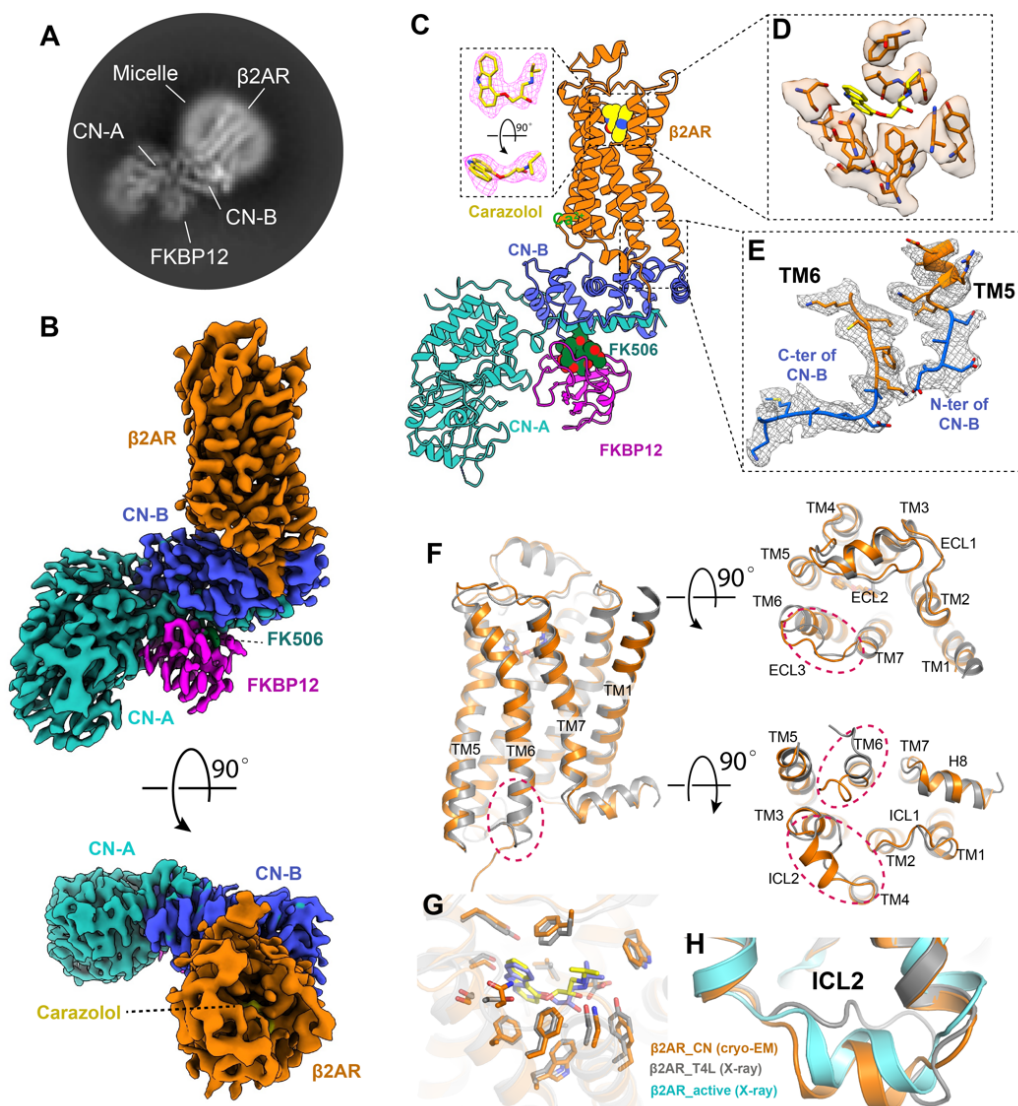 A
Micelle
β2AR
CN-A
CN-B
FKBP12
B
β2AR
CN-B
FK506
FKBP12
CN-A
90°
CN-A
CN-B
Carazolol
β2AR
C
90°
Carazolol
β2AR
CN-B
FK506
CN-A
FKBP12
D
E
TM6
TM5
C-ter of
CN-B
N-ter of
CN-B
F
TM5
TM6
TM7
TM1
90°
TM4
TM3
ECL1
TM5
ECL2
TM2
TM6
ECL3
TM7
TM1
90°
TM5
TM6
TM7
H8
TM3
ICL1
TM2
TM1
ICL2
TM4
G
H
ICL2
β2AR_CN (cryo-EM)
β2AR_T4L (X-ray)
β2AR_active (X-ray)